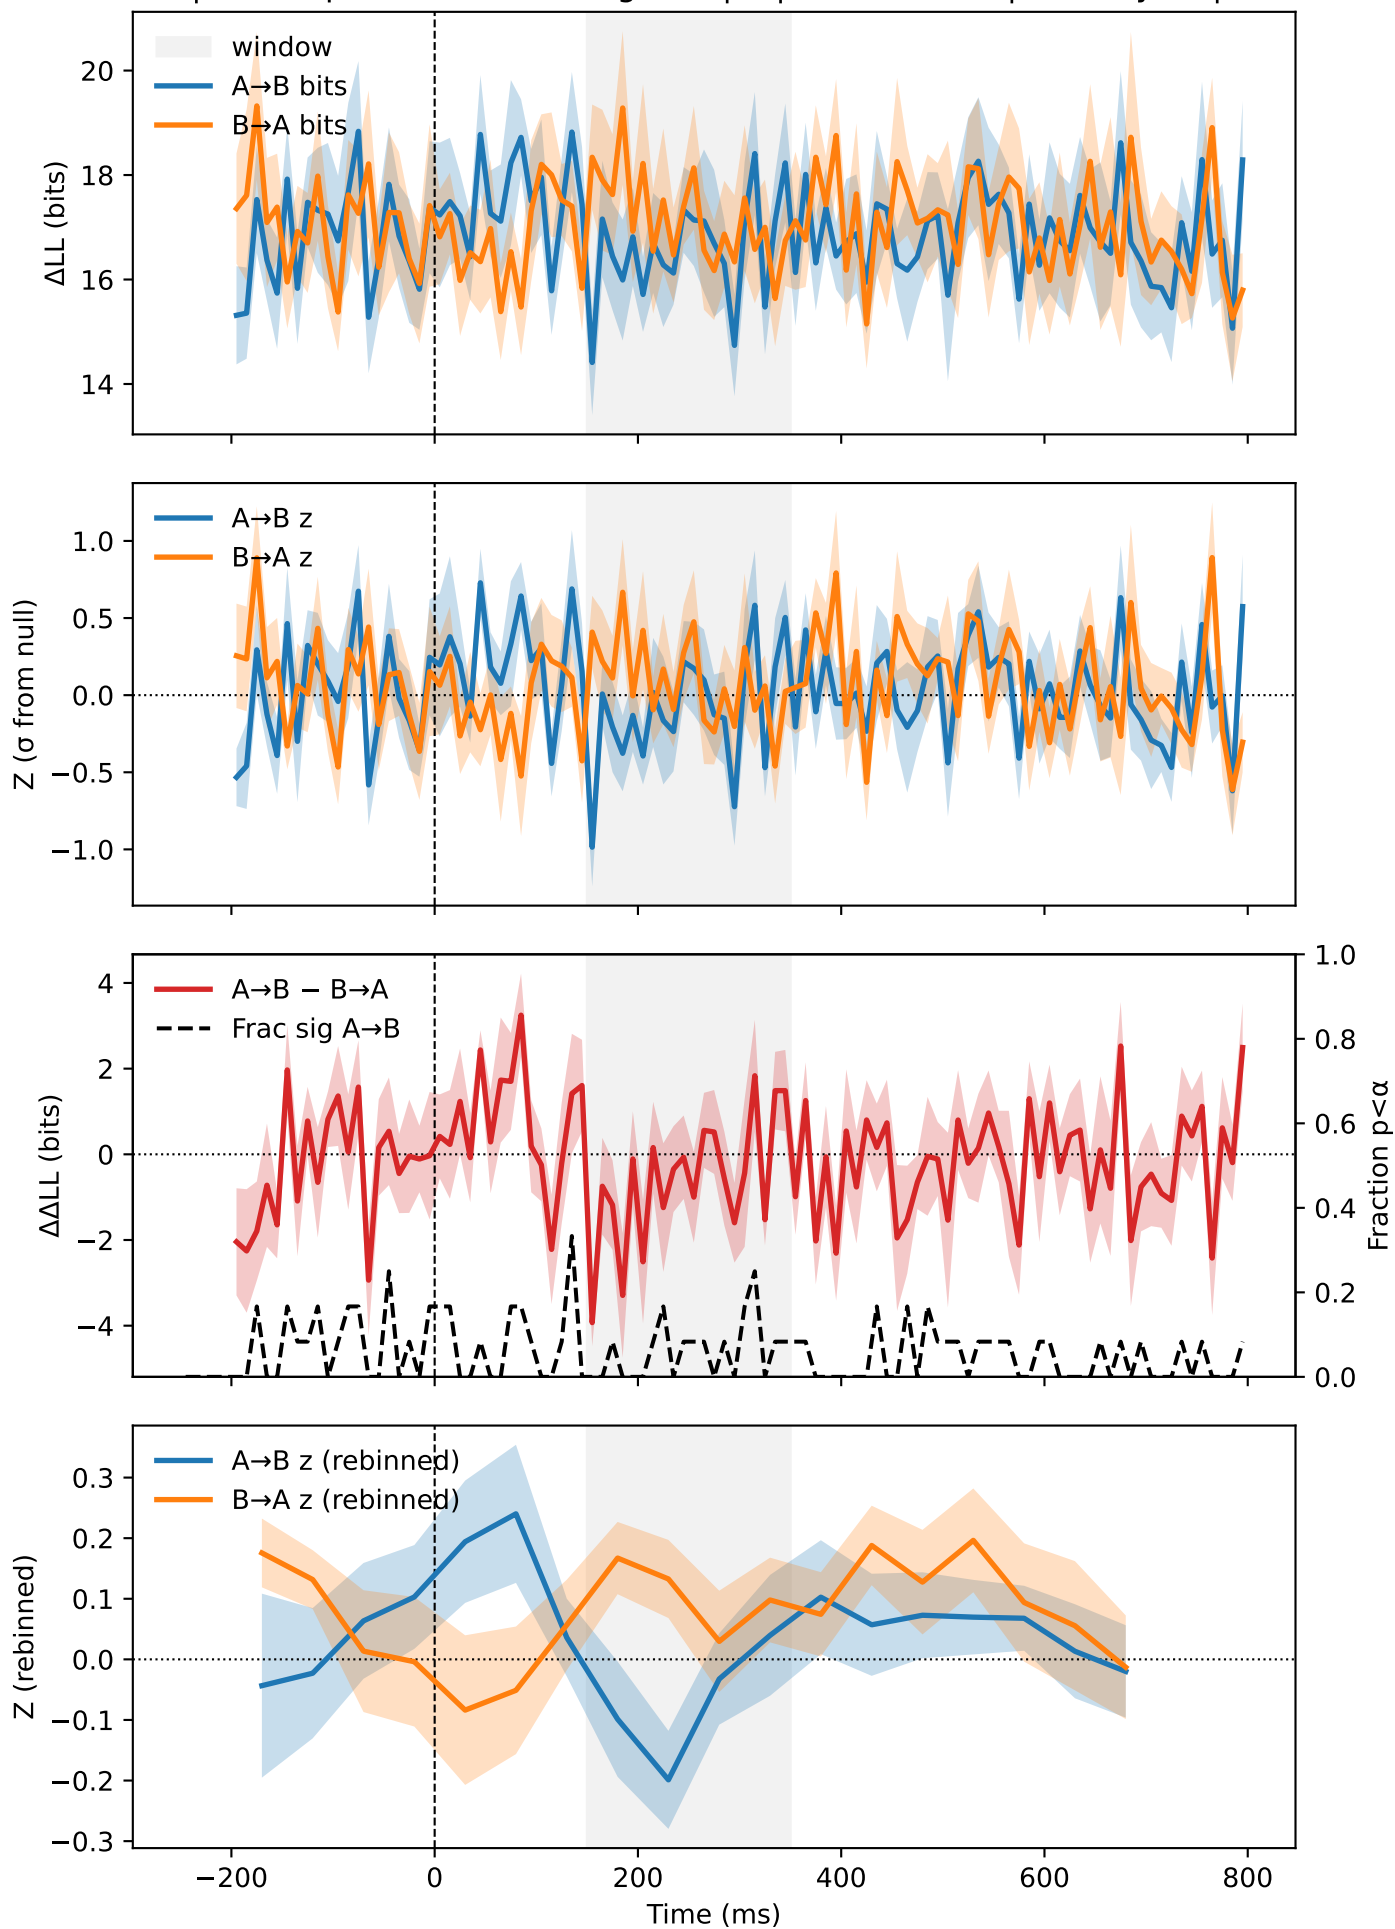 window
A→B bits
B→A bits
ΔLL (bits)
20
18
16
14
A→B z
B→A z
Z (σ from null)
1.0
0.5
0.0
−0.5
−1.0
A→B − B→A
Frac sig A→B
ΔΔLL (bits)
4
2
0
−2
−4
1.0
0.8
0.6
0.4
0.2
0.0
Fraction p<α
A→B z (rebinned)
B→A z (rebinned)
Z (rebinned)
0.3
0.2
0.1
0.0
−0.1
−0.2
−0.3
−200
0
200
400
600
800
Time (ms)